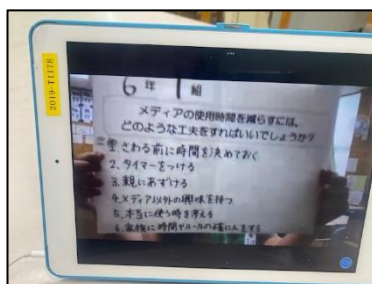 2019-T1178
6年1組
メディアの使用時間を減らすには、
どのような工夫をすればいいでしょうか?
1、さわる前に時間を決めておく
2、タイマーをつける
3、親にあずける
4、メディア以外の興味を持つ
5、本当に使う時を考える
6、家族に時間やルールの確にんをする